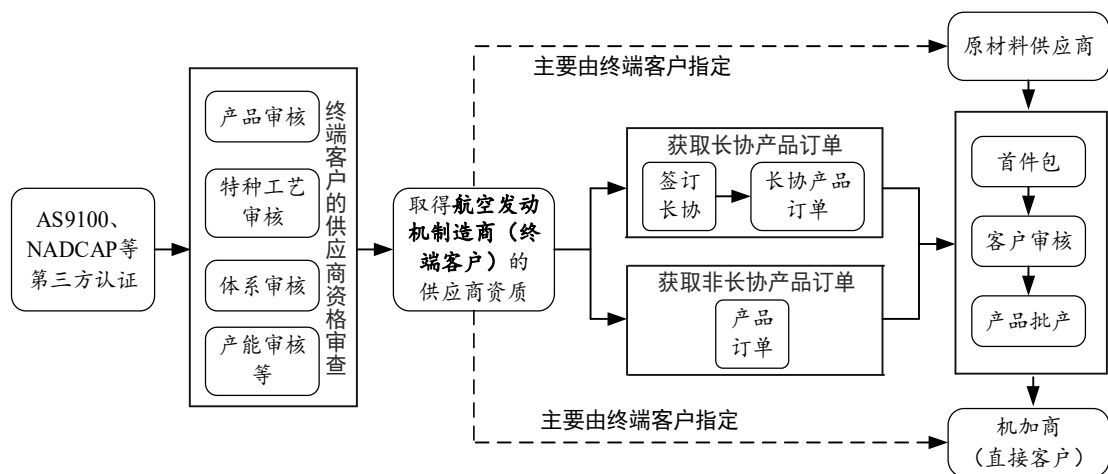 AS9100、
NADCAP等
第三方认证
产品审核
特种工艺
审核
体系审核
产能审核
等
终端客户的供应商资格审查
取得航空发动
机制造商（终
端客户）的
供应商资质
主要由终端客户指定
获取长协产品订单
签订
长协
长协产品
订单
获取非长协产品订单
产品
订单
主要由终端客户指定
原材料供应商
首件包
客户审核
产品批产
机加商
（直接客户）